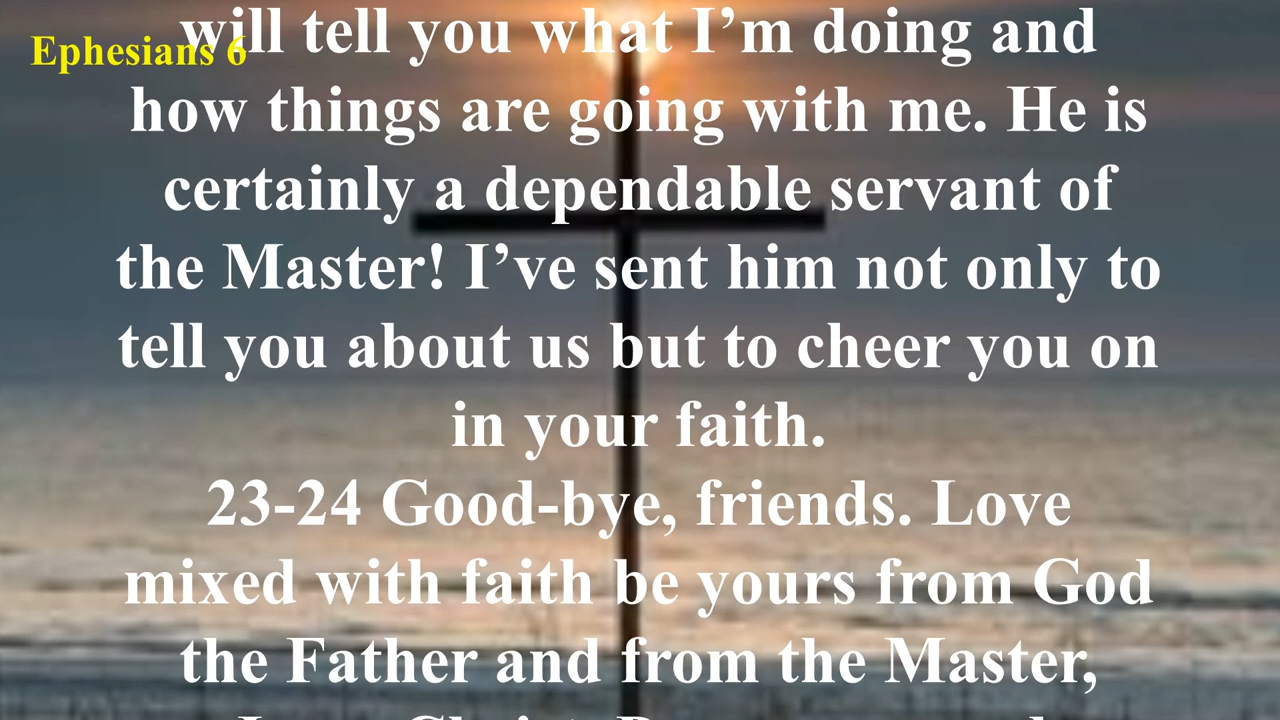 Ephesians 6
will tell you what I’m doing and
how things are going with me. He is
certainly a dependable servant of
the Master! I’ve sent him not only to
tell you about us but to cheer you on
in your faith.
23-24 Good-bye, friends. Love
mixed with faith be yours from God
the Father and from the Master,